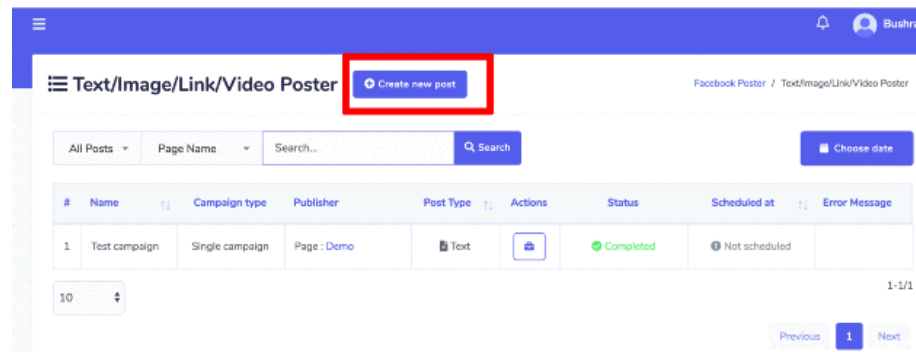 Bushra
Text/Image/Link/Video Poster
Create new post
Facebook Poster / Text/Image/Link/Video Poster
All Posts
Page Name
Search...
Search
Choose date
# Name Campaign type Publisher Post Type Actions Status Scheduled at Error Message
1 Test campaign Single campaign Page : Demo Text Completed Not scheduled
10
1-1/1
Previous 1 Next